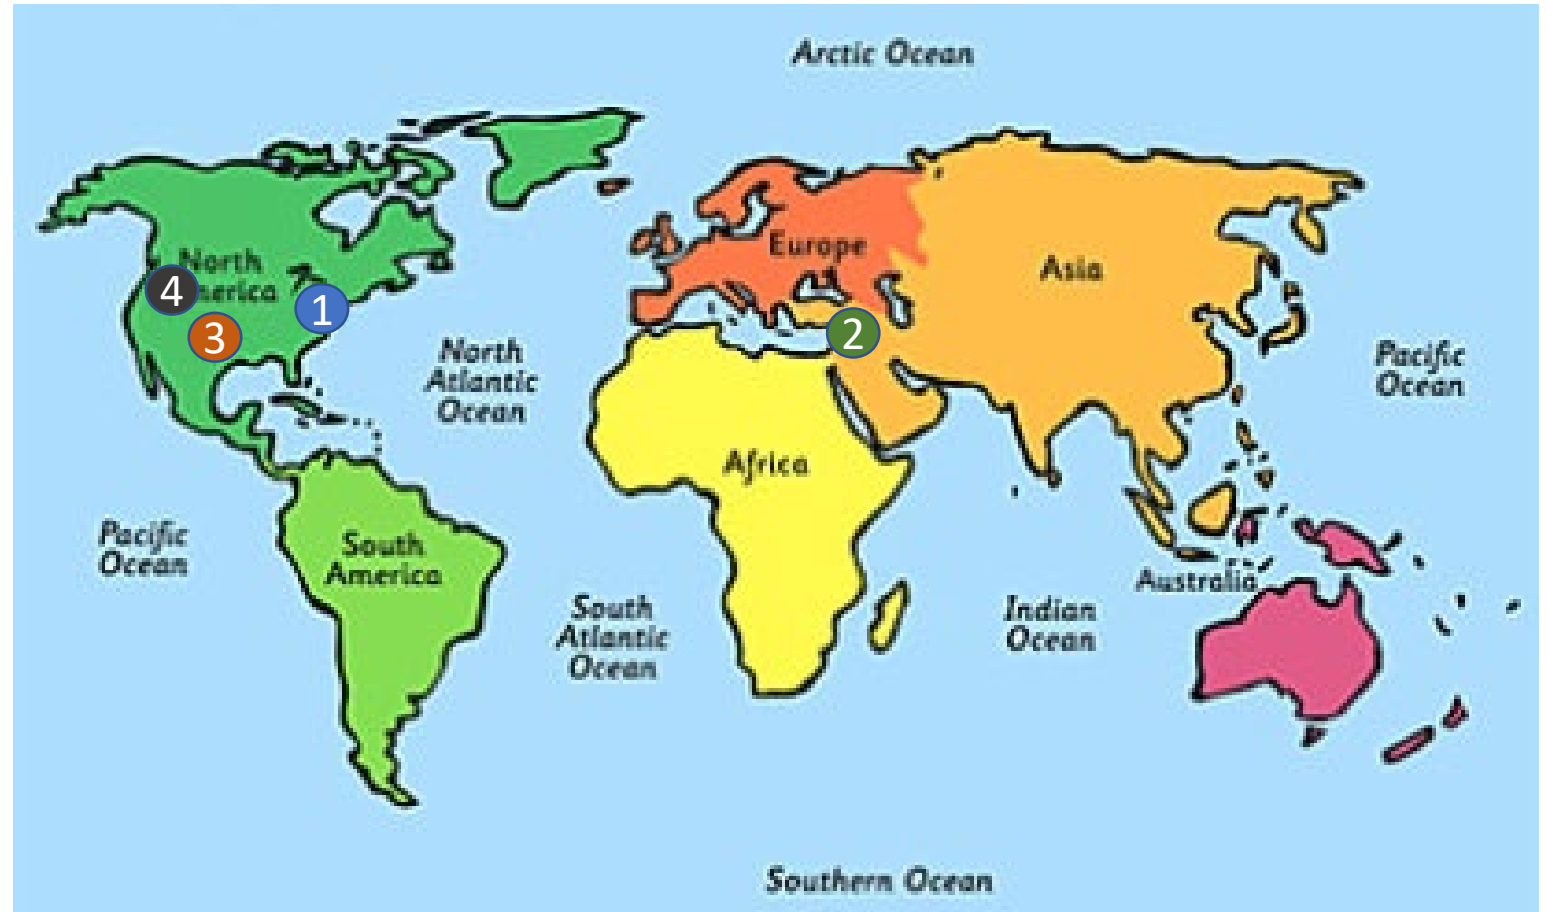 Arctic Ocean
North
4 merica
1
3
Europe
Asia
2
North
Atlantic
Ocean
Pacific
Ocean
Africa
Pacific
Ocean
South
America
South
Atlantic
Ocean
Indian
Ocean
Australia
Southern Ocean